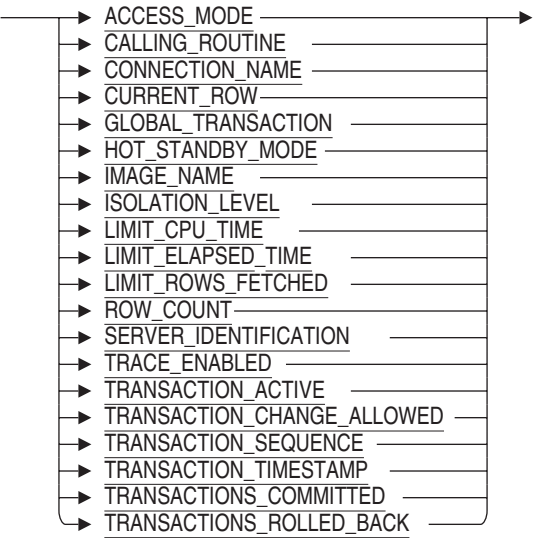 ACCESS_MODE
CALLING_ROUTINE
CONNECTION_NAME
CURRENT_ROW
GLOBAL_TRANSACTION
HOT_STANDBY_MODE
IMAGE_NAME
ISOLATION_LEVEL
LIMIT_CPU_TIME
LIMIT_ELAPSED_TIME
LIMIT_ROWS_FETCHED
ROW_COUNT
SERVER_IDENTIFICATION
TRACE_ENABLED
TRANSACTION_ACTIVE
TRANSACTION_CHANGE_ALLOWED
TRANSACTION_SEQUENCE
TRANSACTION_TIMESTAMP
TRANSACTIONS_COMMITTED
TRANSACTIONS_ROLLED_BACK